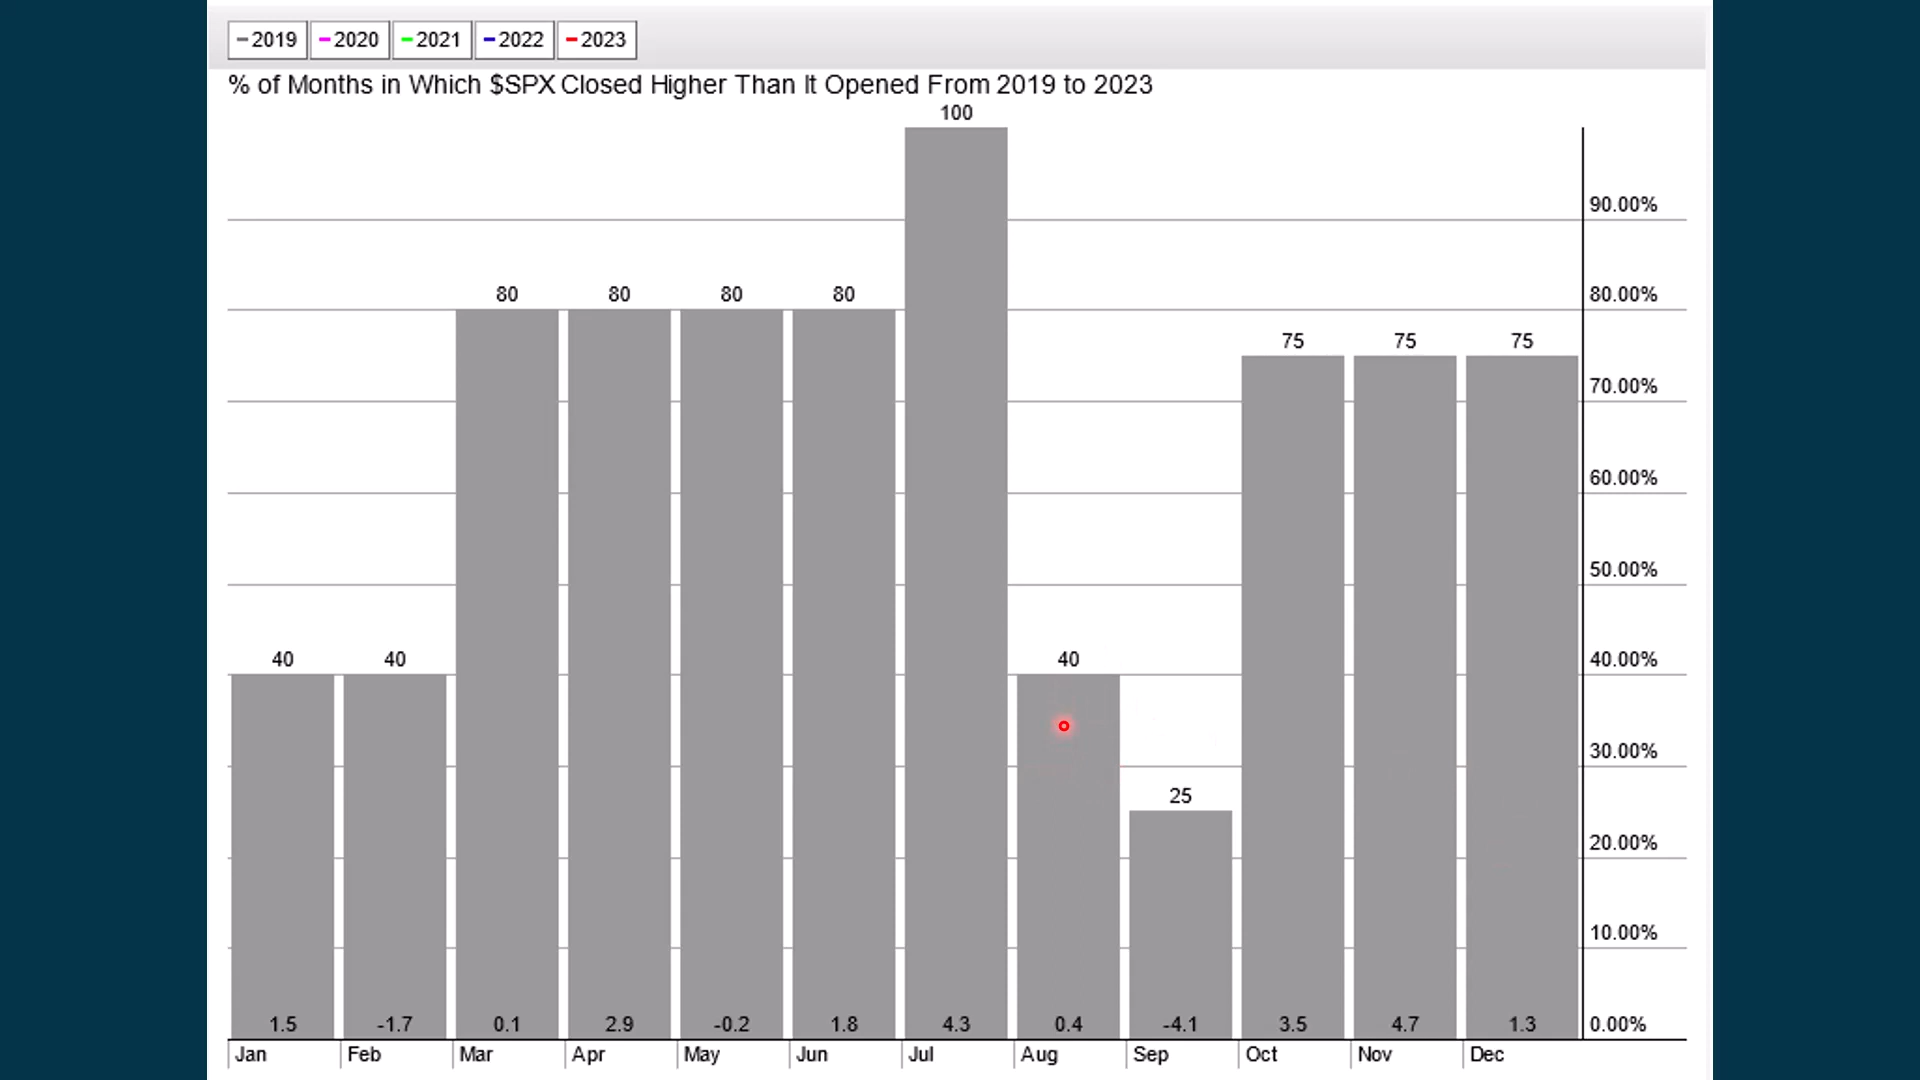 2019 2020 2021 2022 2023
% of Months in Which $SPX Closed Higher Than It Opened From 2019 to 2023
100
90.00%
80 80 80 80 80.00%
75 75 75
70.00%
60.00%
50.00%
40 40 40 40.00%
30.00%
25
20.00%
10.00%
1.5 -1.7 0.1 2.9 -0.2 1.8 4.3 0.4 -4.1 3.5 4.7 1.3 0.00%
Jan Feb Mar Apr May Jun Jul Aug Sep Oct Nov Dec